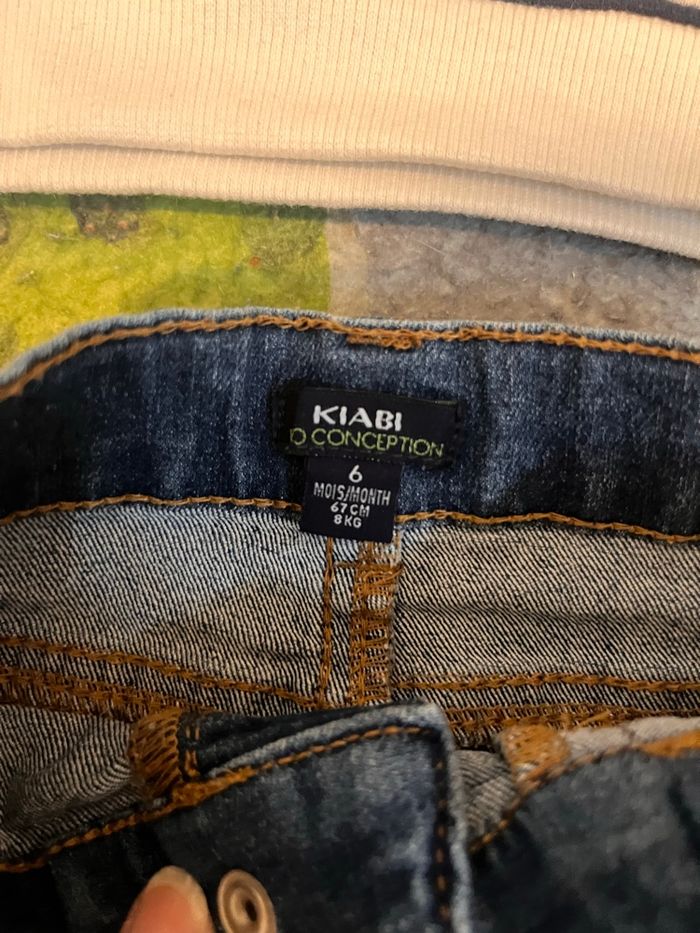 KIABI
O CONCEPTION
6
MOIS/MONTH
67 CM
8 KG